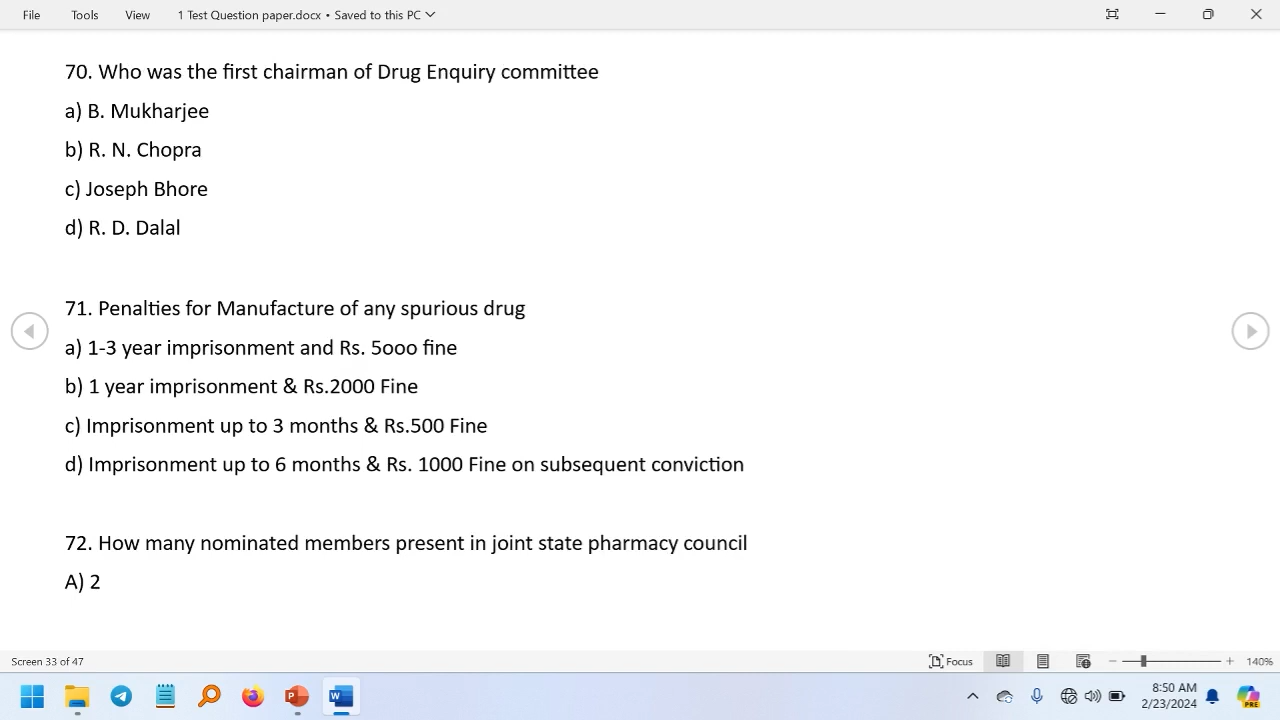 File Tools View 1 Test Question paper.docx • Saved to this PC
70. Who was the first chairman of Drug Enquiry committee
a) B. Mukharjee
b) R. N. Chopra
c) Joseph Bhore
d) R. D. Dalal
71. Penalties for Manufacture of any spurious drug
a) 1-3 year imprisonment and Rs. 5ooo fine
b) 1 year imprisonment & Rs.2000 Fine
c) Imprisonment up to 3 months & Rs.500 Fine
d) Imprisonment up to 6 months & Rs. 1000 Fine on subsequent conviction
72. How many nominated members present in joint state pharmacy council
A) 2
Screen 33 of 47 Focus 140%
8:50 AM
2/23/2024
PRE